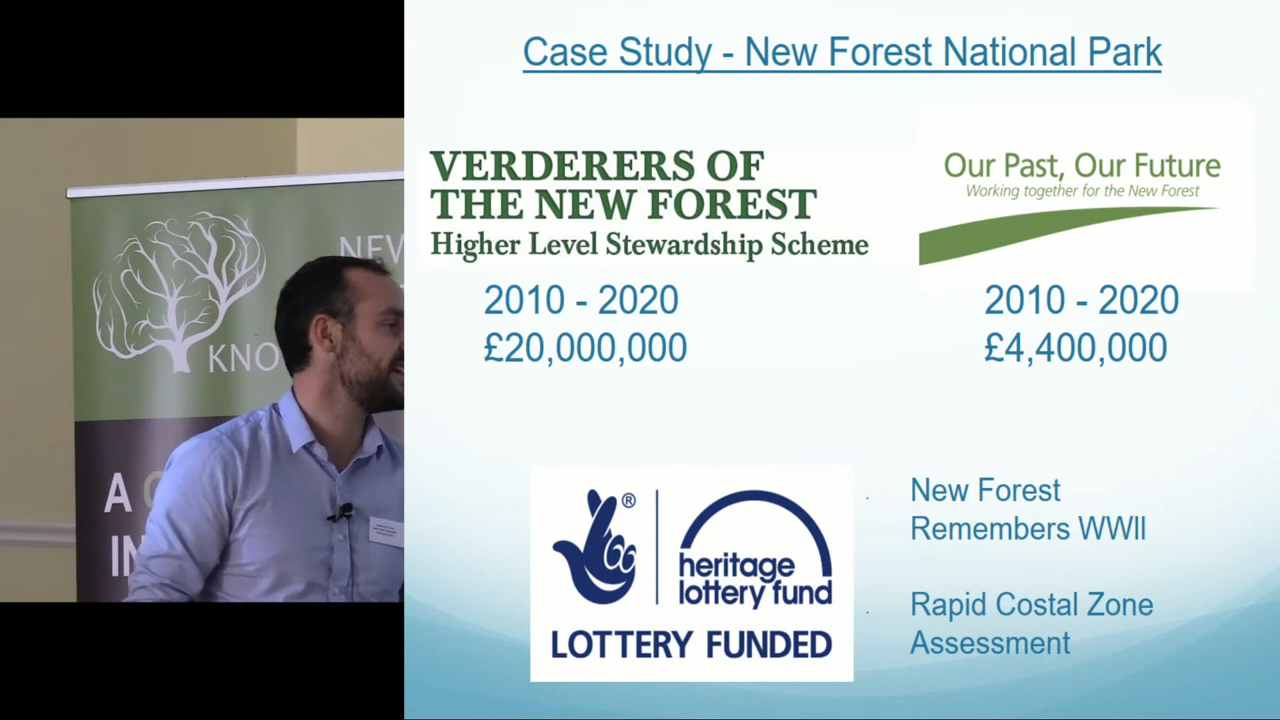 Case Study - New Forest National Park
VERDERERS OF
THE NEW FOREST
Higher Level Stewardship Scheme
2010 - 2020
£20,000,000
Our Past, Our Future
Working together for the New Forest
2010 - 2020
£4,400,000
®
heritage
lottery fund
LOTTERY FUNDED
New Forest
Remembers WWII
Rapid Costal Zone
Assessment
NEW
KNO
A
IN